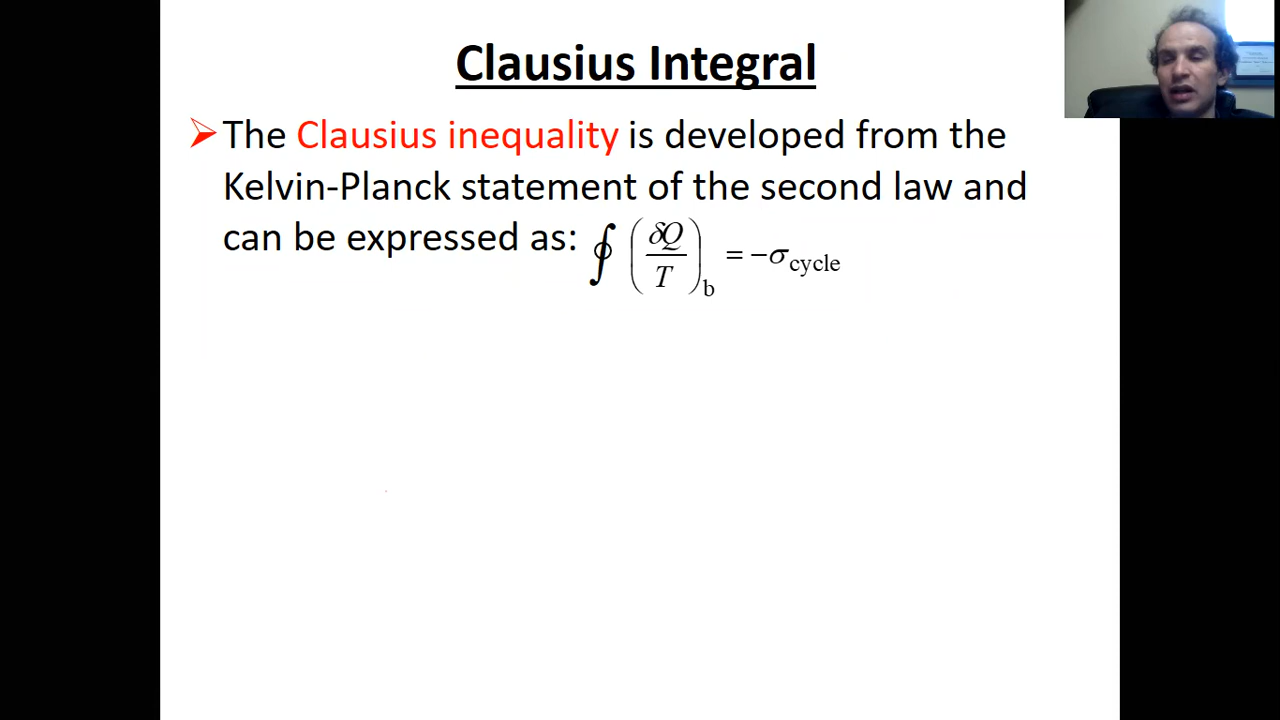 Clausius Integral
➢The Clausius inequality is developed from the
Kelvin-Planck statement of the second law and
can be expressed as: ∮ (δQ/T)_b = −σ_cycle